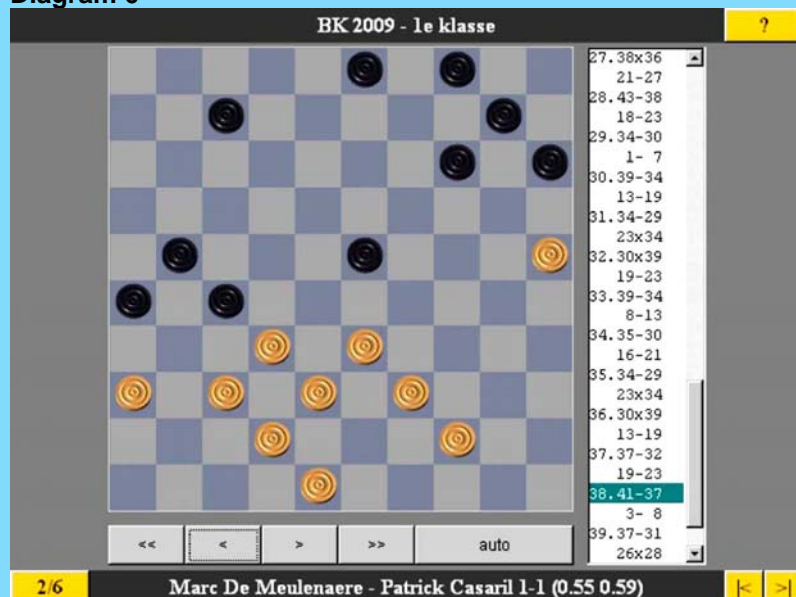 BK 2009 - 1e klasse
?
27.38x36
21-27
28.43-38
18-23
29.34-30
1- 7
30.39-34
13-19
31.34-29
23x34
32.30x39
19-23
33.39-34
8-13
34.35-30
16-21
35.34-29
23x34
36.30x39
13-19
37.37-32
19-23
38.41-37
3- 8
39.37-31
26x28
<< < > >> auto
2/6 Marc De Meulenaere - Patrick Casaril 1-1 (0.55 0.59) |< >|